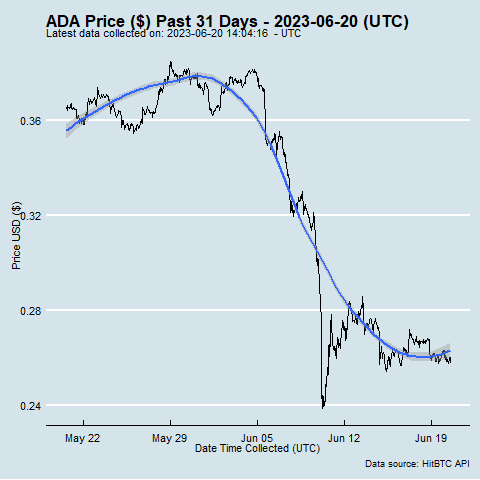 ADA Price ($) Past 31 Days - 2023-06-20 (UTC)
Latest data collected on: 2023-06-20 14:04:16 - UTC
Price USD ($)
0.36
0.32
0.28
0.24
May 22 May 29 Jun 05 Jun 12 Jun 19
Date Time Collected (UTC)
Data source: HitBTC API